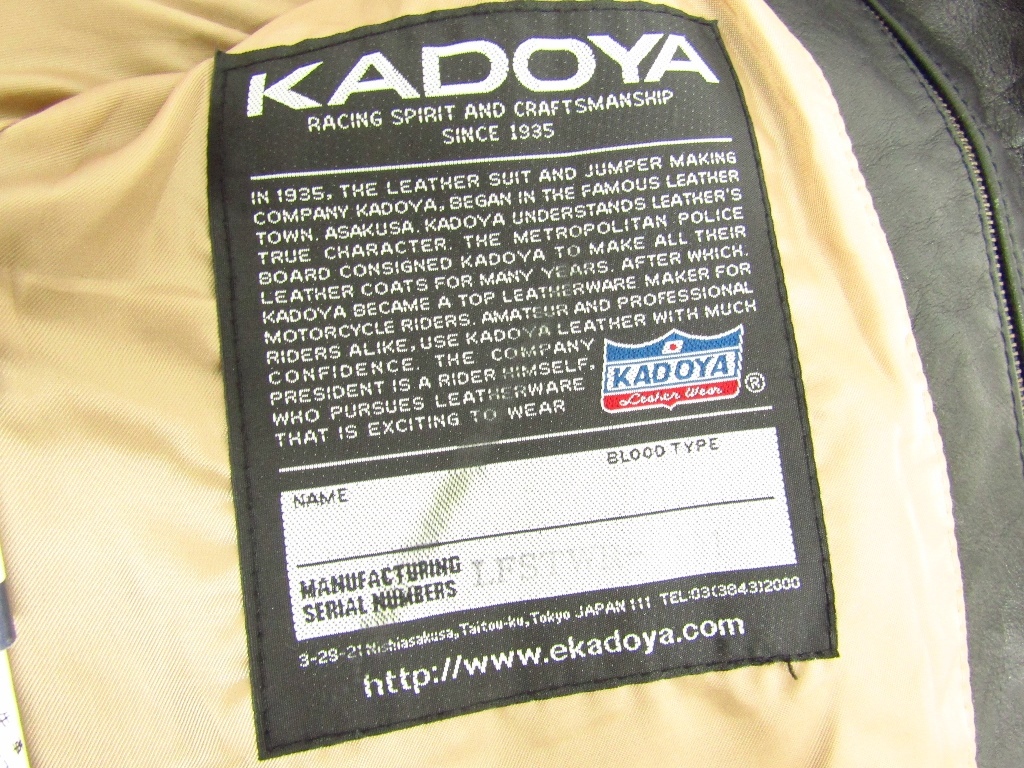 KADOYA
RACING SPIRIT AND CRAFTSMANSHIP
SINCE 1935
IN 1935, THE LEATHER SUIT AND JUMPER MAKING
COMPANY KADOYA, BEGAN IN THE FAMOUS LEATHER
TOWN, ASAKUSA. KADOYA UNDERSTANDS LEATHER'S
TRUE CHARACTER. THE METROPOLITAN POLICE
BOARD CONSIGNED KADOYA TO MAKE ALL THEIR
LEATHER COATS FOR MANY YEARS. AFTER WHICH,
KADOYA BECAME A TOP LEATHERWARE MAKER FOR
MOTORCYCLE RIDERS. AMATEUR AND PROFESSIONAL
RIDERS ALIKE, USE KADOYA LEATHER WITH MUCH
CONFIDENCE. THE COMPANY
PRESIDENT IS A RIDER HIMSELF,
WHO PURSUES LEATHERWARE
THAT IS EXCITING TO WEAR
KADOYA
Leather Wear ®
NAME
BLOOD TYPE
MANUFACTURING
SERIAL NUMBERS
3-28-21 Nishiasakusa, Taitou-ku, Tokyo JAPAN 111 TEL:03(3843)2000
http://www.ekadoya.com